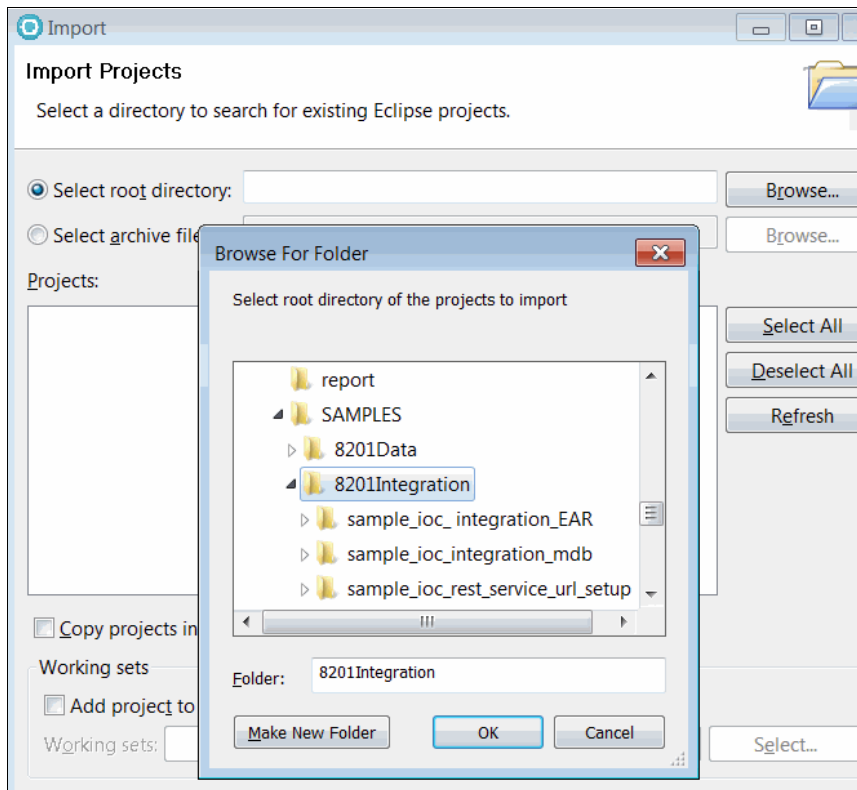 Import
Import Projects
Select a directory to search for existing Eclipse projects.
Select root directory:
Browse...
Select archive file
Browse...
Projects:
Select All
Deselect All
Refresh
Browse For Folder
Select root directory of the projects to import
report
SAMPLES
8201Data
8201Integration
sample_ioc_ integration_EAR
sample_ioc_integration_mdb
sample_ioc_rest_service_url_setup
Folder:
8201Integration
Make New Folder
OK
Cancel
Copy projects in
Working sets
Add project to
Working sets:
Select...